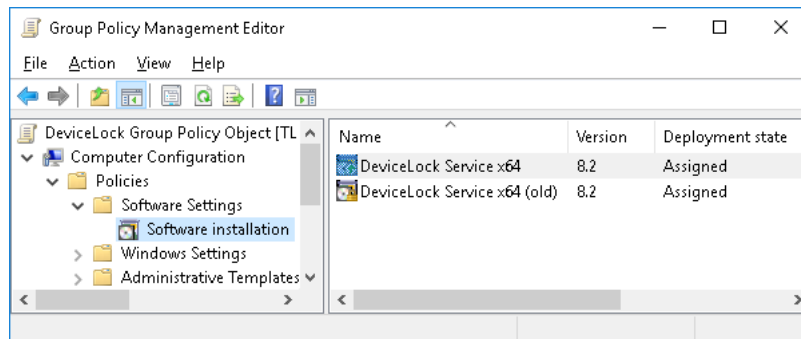 Group Policy Management Editor
File Action View Help
DeviceLock Group Policy Object [TL
Computer Configuration
Policies
Software Settings
Software installation
Windows Settings
Administrative Templates
Name Version Deployment state
DeviceLock Service x64 8.2 Assigned
DeviceLock Service x64 (old) 8.2 Assigned